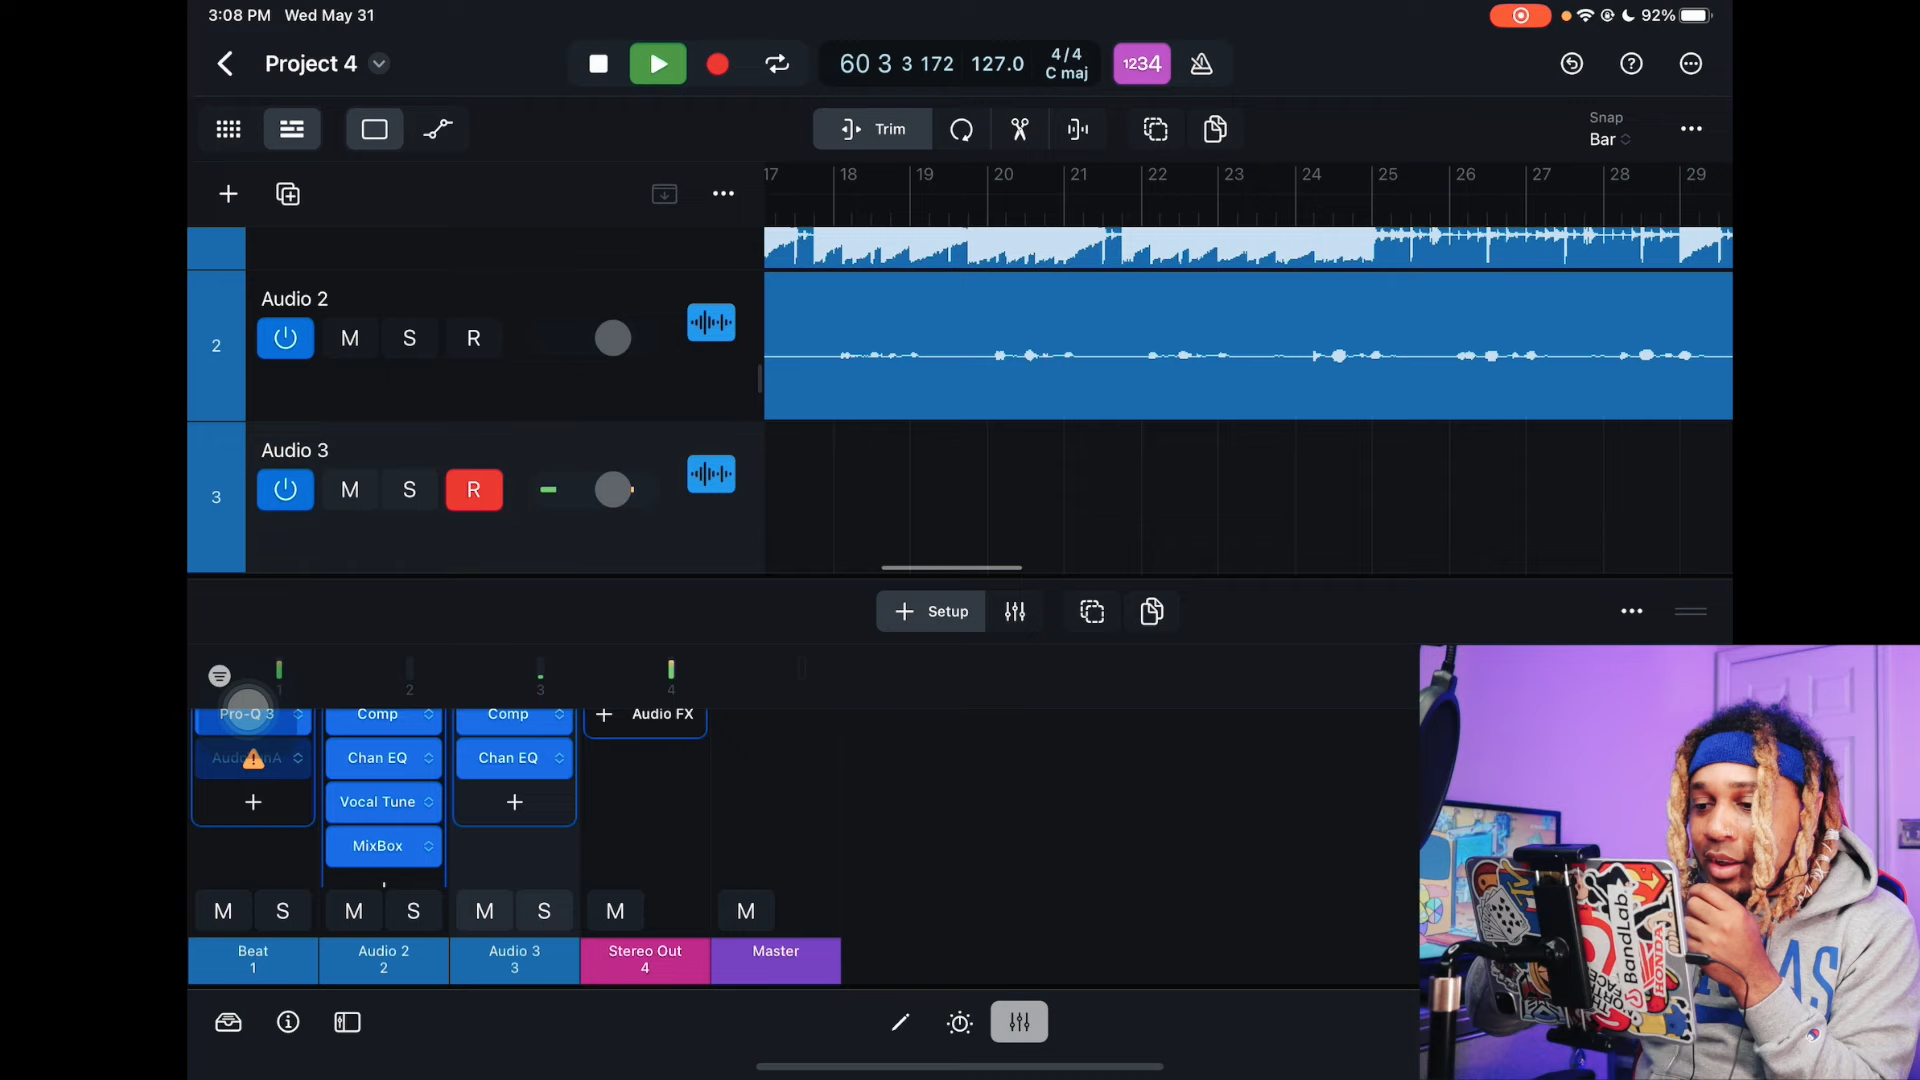 3:08 PM Wed May 31
92%
Project 4
60 3 3 172 127.0 4/4 C maj
1234
Trim
Snap
Bar
17 18 19 20 21 22 23 24 25 26 27 28 29
Audio 2
2
M S R
Audio 3
3
M S R
Setup
1 2 3 4
Pro-Q 3 Comp Comp Audio FX
Chan EQ Chan EQ
Vocal Tune
MixBox
M S M S M S M M
Beat Audio 2 Audio 3 Stereo Out Master
1 2 3 4
BandLab
HONDA